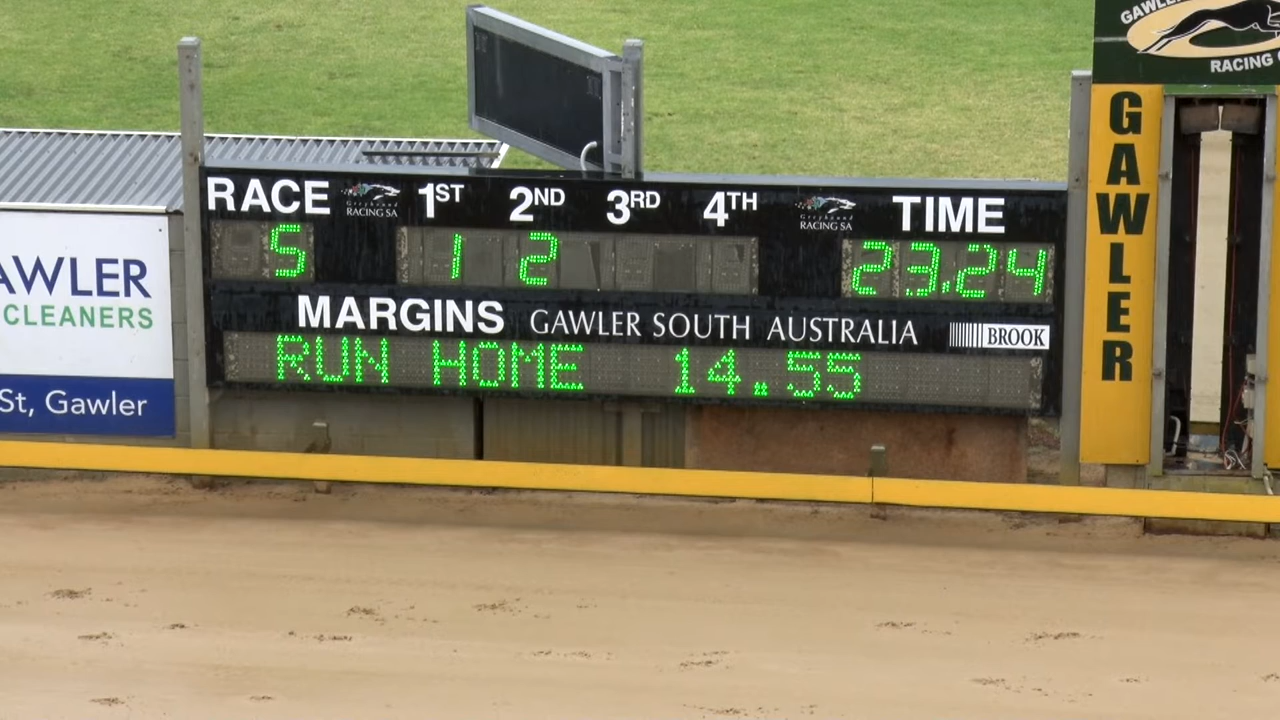 GAWLER
RACING
RACE 1ST 2ND 3RD 4TH TIME
Greyhound RACING SA
Greyhound RACING SA
5 1 2 23.24
MARGINS GAWLER SOUTH AUSTRALIA BROOK
RUN HOME 14.55
AWLER
CLEANERS
St, Gawler
GAWLER